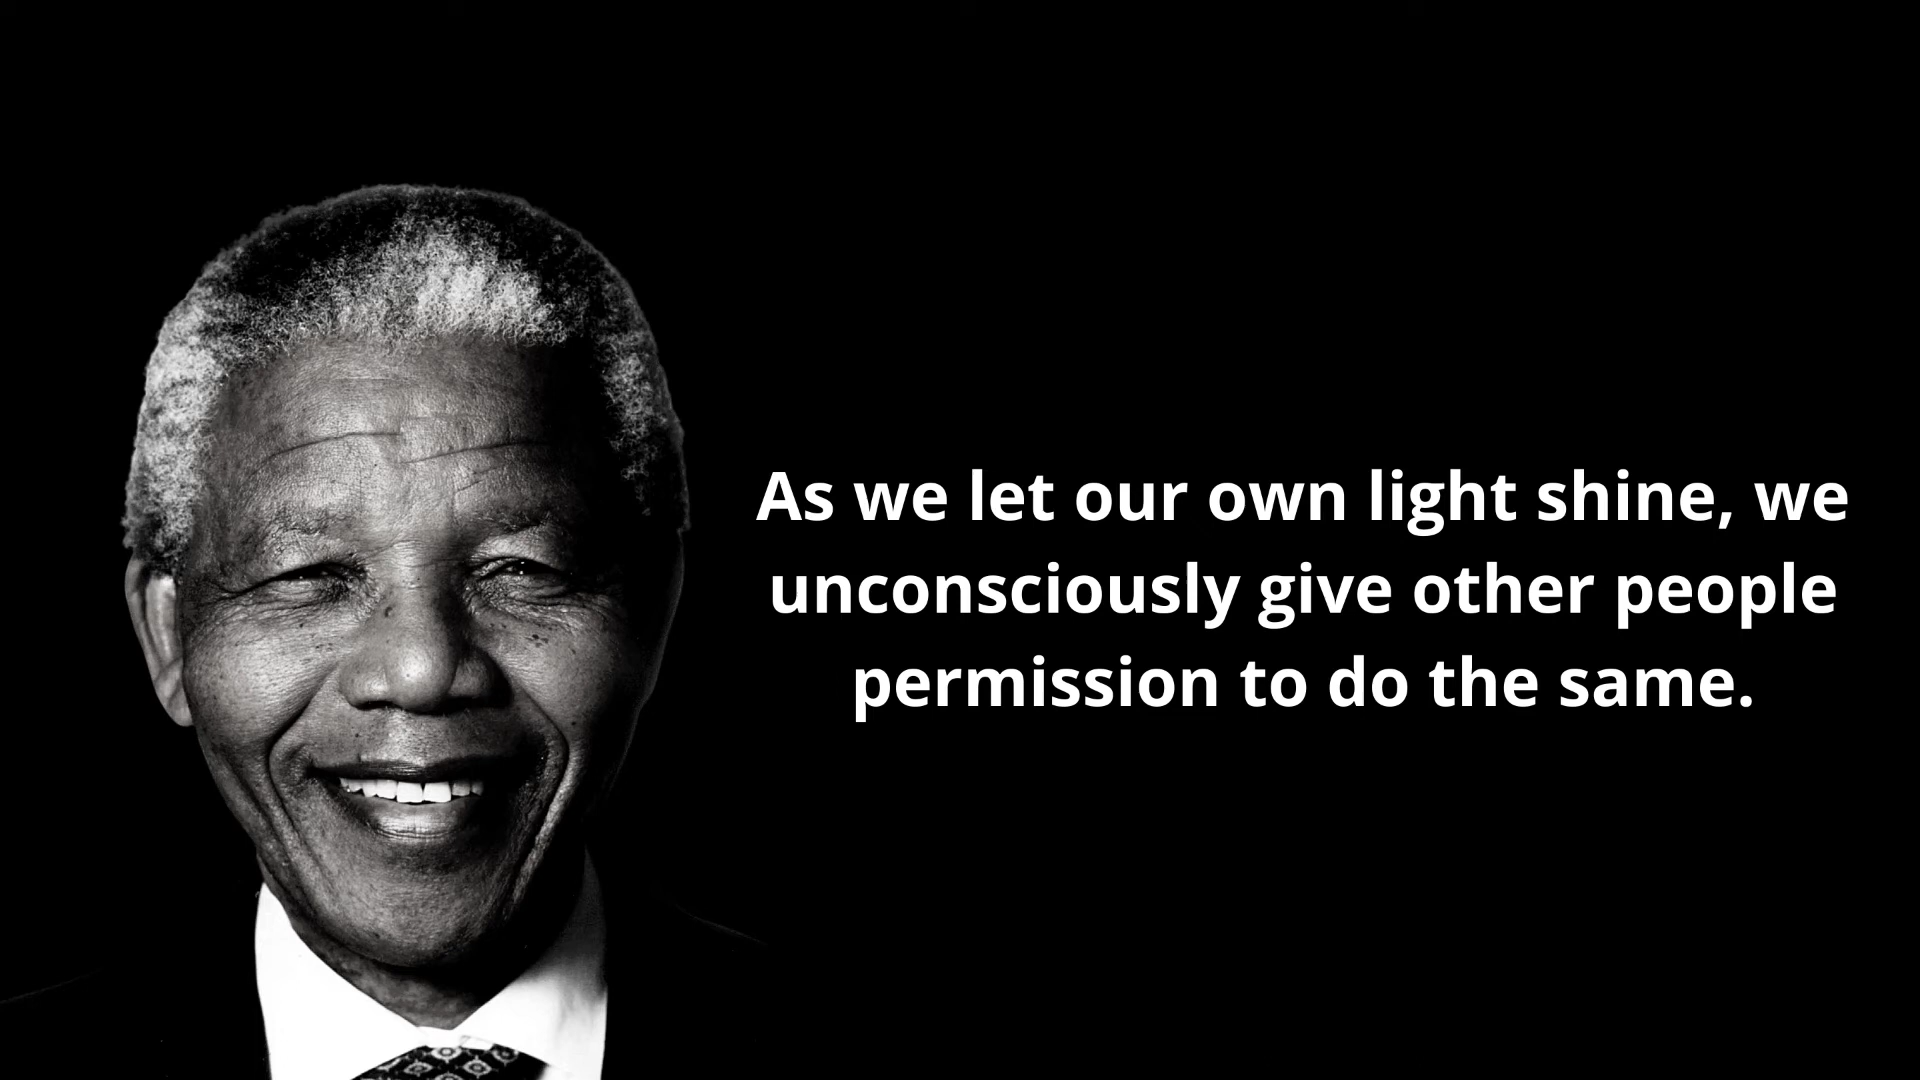 As we let our own light shine, we
unconsciously give other people
permission to do the same.